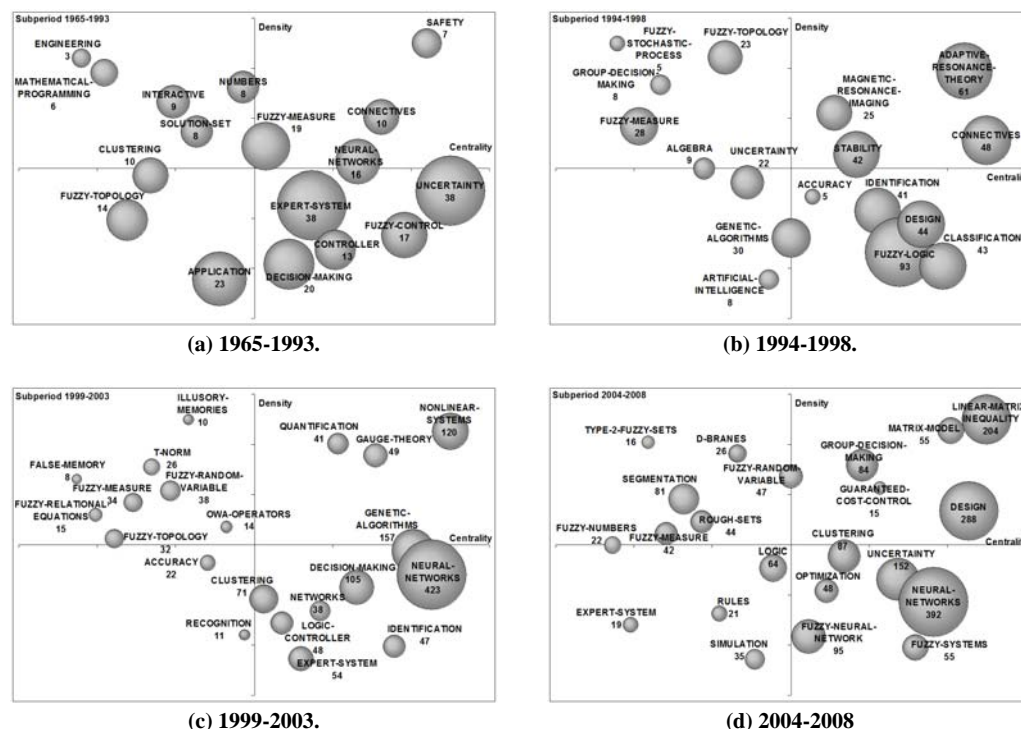 Subperiod 1965-1993
Density
SAFETY
7
ENGINEERING
3
MATHEMATICAL-
PROGRAMMING
6
NUMBERS
8
INTERACTIVE
9
SOLUTION-SET
8
FUZZY-MEASURE
19
CONNECTIVES
10
Centrality
NEURAL-
NETWORKS
16
CLUSTERING
10
UNCERTAINTY
38
FUZZY-TOPOLOGY
14
EXPERT-SYSTEM
38
FUZZY-CONTROL
17
CONTROLLER
13
APPLICATION
23
DECISION-MAKING
20
(a) 1965-1993.
Subperiod 1994-1998
Density
FUZZY-
STOCHASTIC-
PROCESS
5
FUZZY-TOPOLOGY
23
ADAPTIVE-
RESONANCE-
THEORY
61
GROUP-DECISION-
MAKING
8
MAGNETIC-
RESONANCE-
IMAGING
25
FUZZY-MEASURE
28
CONNECTIVES
48
STABILITY
42
ALGEBRA
9
UNCERTAINTY
22
Centrality
ACCURACY
5
IDENTIFICATION
41
DESIGN
44
GENETIC-
ALGORITHMS
30
CLASSIFICATION
43
FUZZY-LOGIC
93
ARTIFICIAL-
INTELLIGENCE
8
(b) 1994-1998.
Subperiod 1999-2003
ILLUSORY-
MEMORIES
10
Density
NONLINEAR-
SYSTEMS
120
QUANTIFICATION
41
GAUGE-THEORY
49
T-NORM
26
FALSE-MEMORY
8
FUZZY-RANDOM-
VARIABLE
38
FUZZY-MEASURE
34
FUZZY-RELATIONAL-
EQUATIONS
15
OWA-OPERATORS
14
GENETIC-
ALGORITHMS
157
FUZZY-TOPOLOGY
32
Centrality
ACCURACY
22
DECISION-MAKING
105
NEURAL-
NETWORKS
423
CLUSTERING
71
NETWORKS
38
RECOGNITION
11
LOGIC-
CONTROLLER
48
IDENTIFICATION
47
EXPERT-SYSTEM
54
(c) 1999-2003.
Subperiod 2004-2008
Density
LINEAR-MATRIX-
INEQUALITY
204
MATRIX-MODEL
55
TYPE-2-FUZZY-SETS
16
D-BRANES
26
GROUP-DECISION-
MAKING
84
FUZZY-RANDOM-
VARIABLE
47
SEGMENTATION
81
GUARANTEED-
COST-CONTROL
15
DESIGN
288
ROUGH-SETS
44
FUZZY-NUMBERS
22
FUZZY-MEASURE
42
CLUSTERING
87
Centrality
LOGIC
64
UNCERTAINTY
152
OPTIMIZATION
48
NEURAL-
NETWORKS
392
EXPERT-SYSTEM
19
RULES
21
FUZZY-NEURAL-
NETWORK
95
SIMULATION
35
FUZZY-SYSTEMS
55
(d) 2004-2008